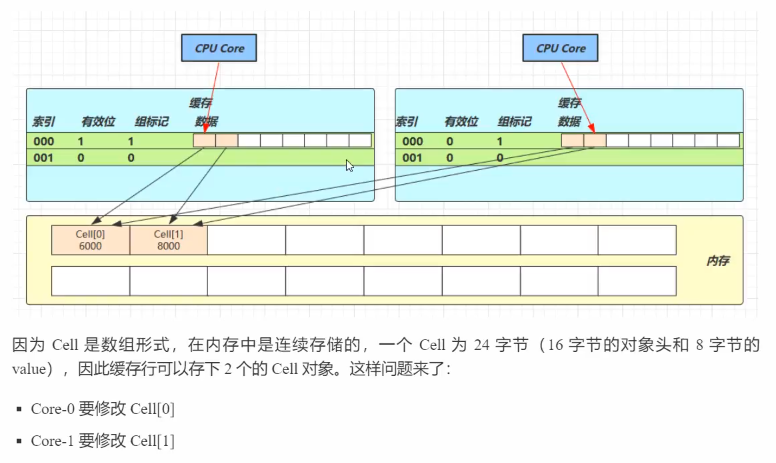 CPU Core
CPU Core
缓存
缓存
索引 有效位 组标记 数据
索引 有效位 组标记 数据
000 1 1
000 0 1
001 0 0
001 0 0
Cell[0]
6000
Cell[1]
8000
内存
因为 Cell 是数组形式，在内存中是连续存储的，一个 Cell 为 24 字节（16 字节的对象头和 8 字节的
value），因此缓存行可以存下 2 个的 Cell 对象。这样问题来了：
▪ Core-0 要修改 Cell[0]
▪ Core-1 要修改 Cell[1]